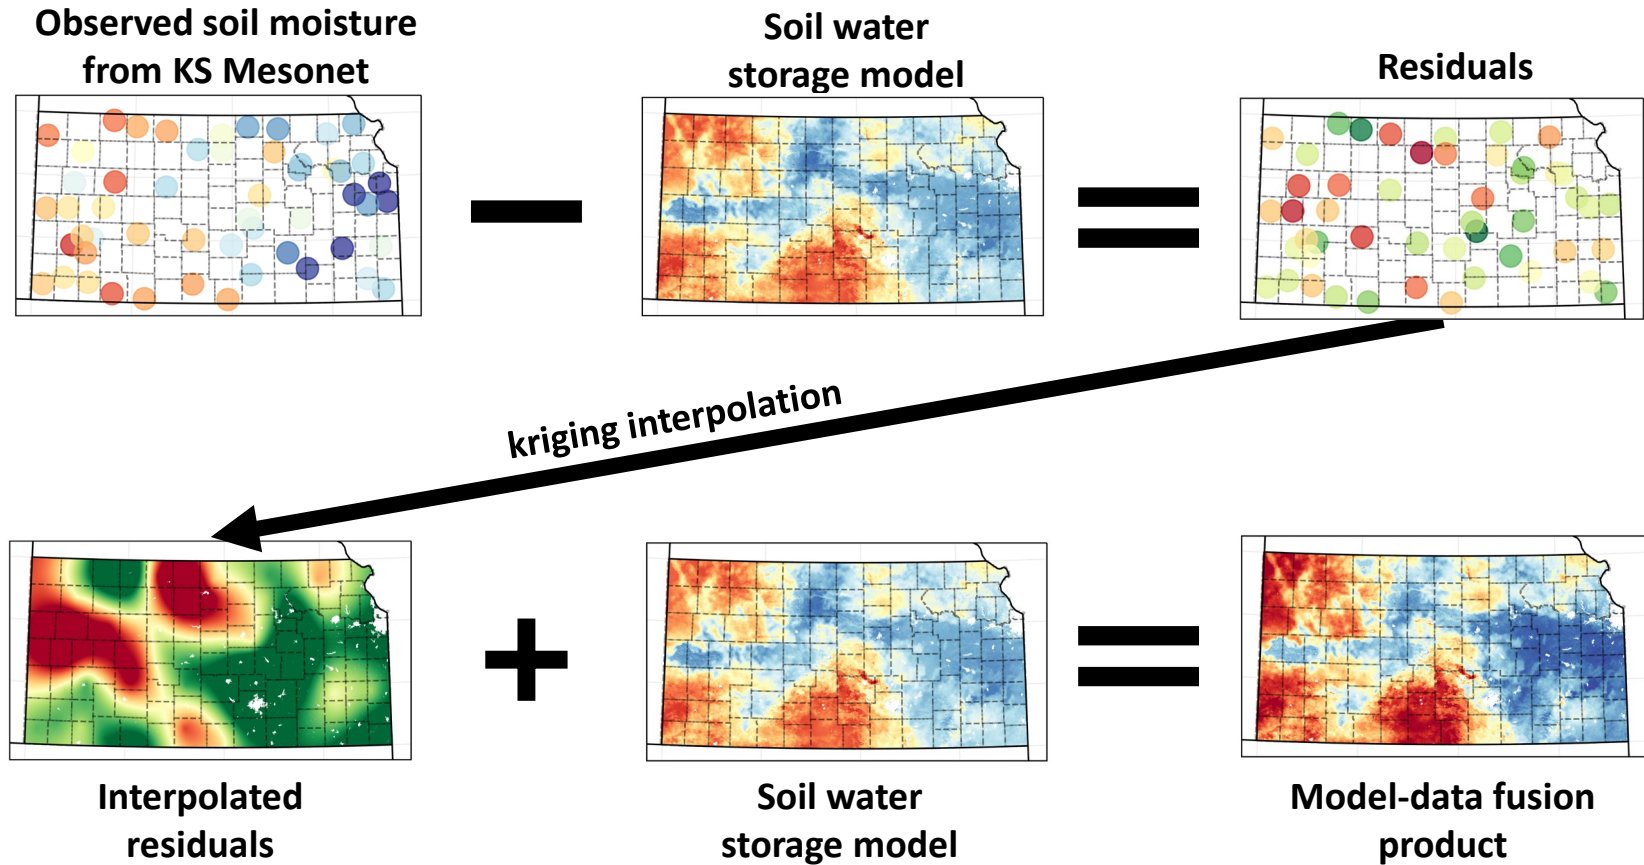 Observed soil moisture
from KS Mesonet
Soil water
storage model
Residuals
kriging interpolation
Interpolated
residuals
Soil water
storage model
Model-data fusion
product